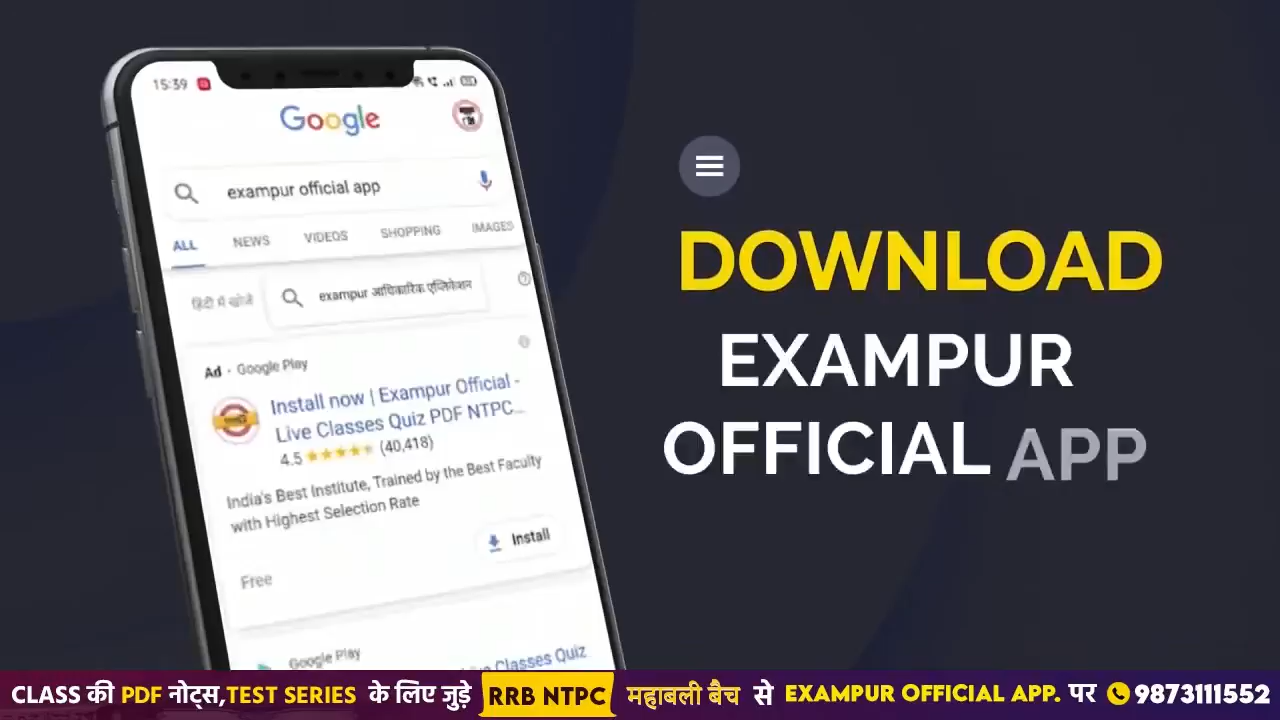 15:39
Google
exampur official app
ALL NEWS VIDEOS SHOPPING IMAGES
हिंदी में खोजें exampur आधिकारिक एप्लिकेशन
Ad · Google Play
Install now | Exampur Official -
Live Classes Quiz PDF NTPC...
4.5 (40,418)
India's Best Institute, Trained by the Best Faculty
with Highest Selection Rate
Install
Free
Google Play
Classes Quiz
DOWNLOAD
EXAMPUR
OFFICIAL APP
CLASS की PDF नोट्स, TEST SERIES के लिए जुड़े RRB NTPC महाबली बैच से EXAMPUR OFFICIAL APP. पर 9873111552